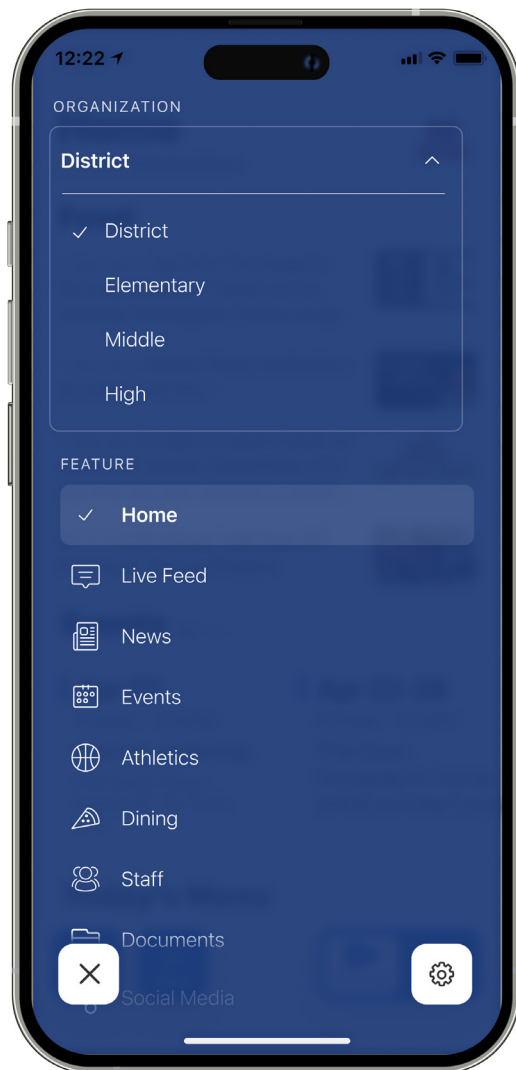 12:22
ORGANIZATION
District
District
Elementary
Middle
High
FEATURE
Home
Live Feed
News
Events
Athletics
Dining
Staff
Documents
Social Media